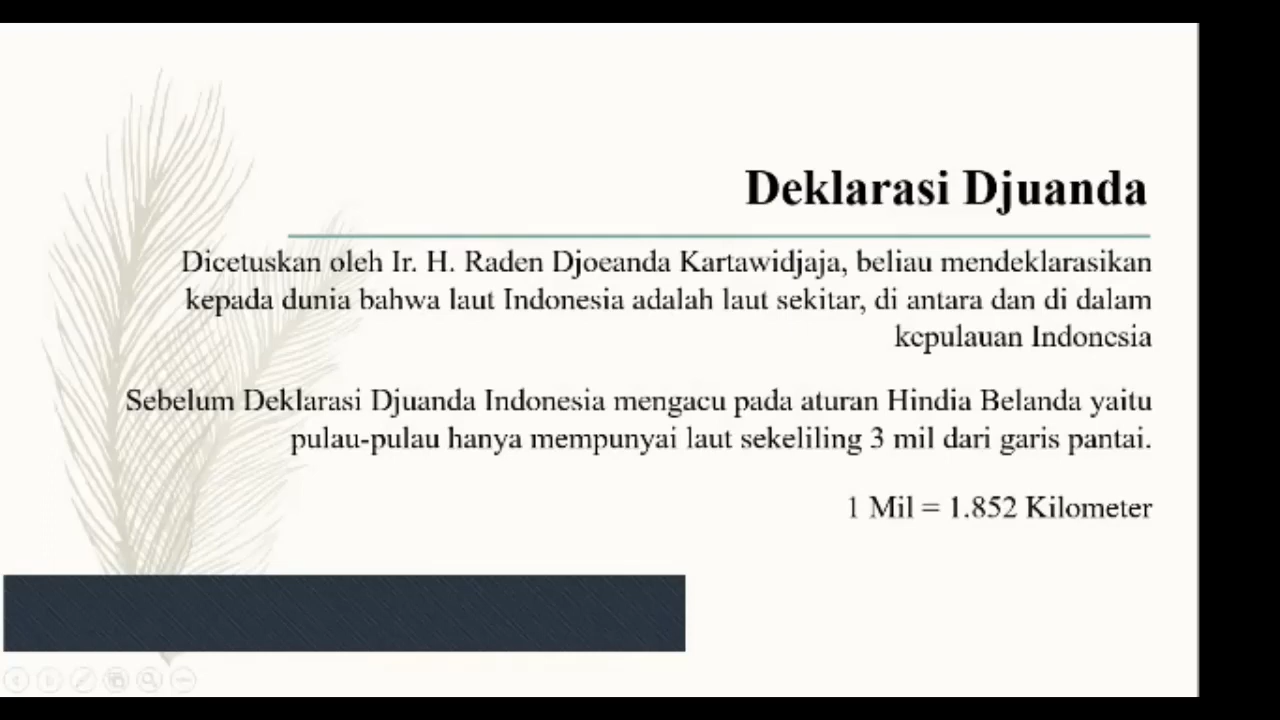 Deklarasi Djuanda
Dicetuskan oleh Ir. H. Raden Djoeanda Kartawidjaja, beliau mendeklarasikan
kepada dunia bahwa laut Indonesia adalah laut sekitar, di antara dan di dalam
kepulauan Indonesia
Sebelum Deklarasi Djuanda Indonesia mengacu pada aturan Hindia Belanda yaitu
pulau-pulau hanya mempunyai laut sekeliling 3 mil dari garis pantai.
1 Mil = 1.852 Kilometer